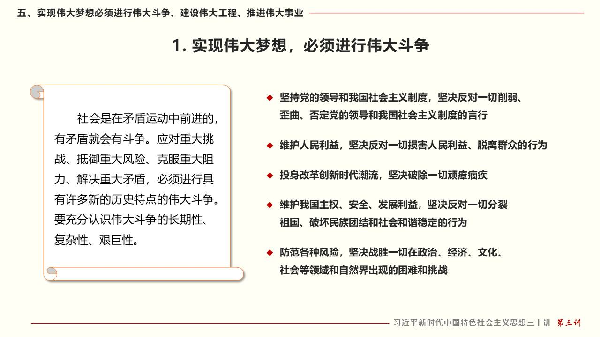 五、实现伟大梦想必须进行伟大斗争、建设伟大工程、推进伟大事业
1. 实现伟大梦想，必须进行伟大斗争
社会是在矛盾运动中前进的，
有矛盾就会有斗争。应对重大挑
战、抵御重大风险、克服重大阻
力、解决重大矛盾，必须进行具
有许多新的历史特点的伟大斗争。
要充分认识伟大斗争的长期性、
复杂性、艰巨性。
坚持党的领导和我国社会主义制度，坚决反对一切削弱、
歪曲、否定党的领导和我国社会主义制度的言行
维护人民利益，坚决反对一切损害人民利益、脱离群众的行为
投身改革创新时代潮流，坚决破除一切顽瘴痼疾
维护我国主权、安全、发展利益，坚决反对一切分裂
祖国、破坏民族团结和社会和谐稳定的行为
防范各种风险，坚决战胜一切在政治、经济、文化、
社会等领域和自然界出现的困难和挑战
习近平新时代中国特色社会主义思想三十讲 第三讲